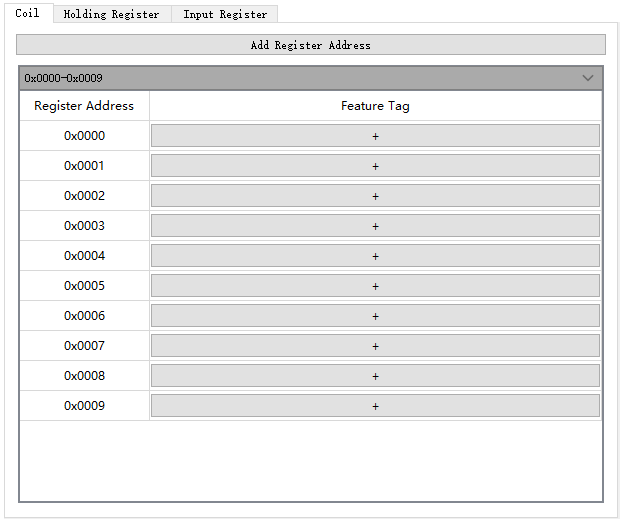 Coil Holding Register Input Register
Add Register Address
0x0000-0x0009
Register Address Feature Tag
0x0000 +
0x0001 +
0x0002 +
0x0003 +
0x0004 +
0x0005 +
0x0006 +
0x0007 +
0x0008 +
0x0009 +